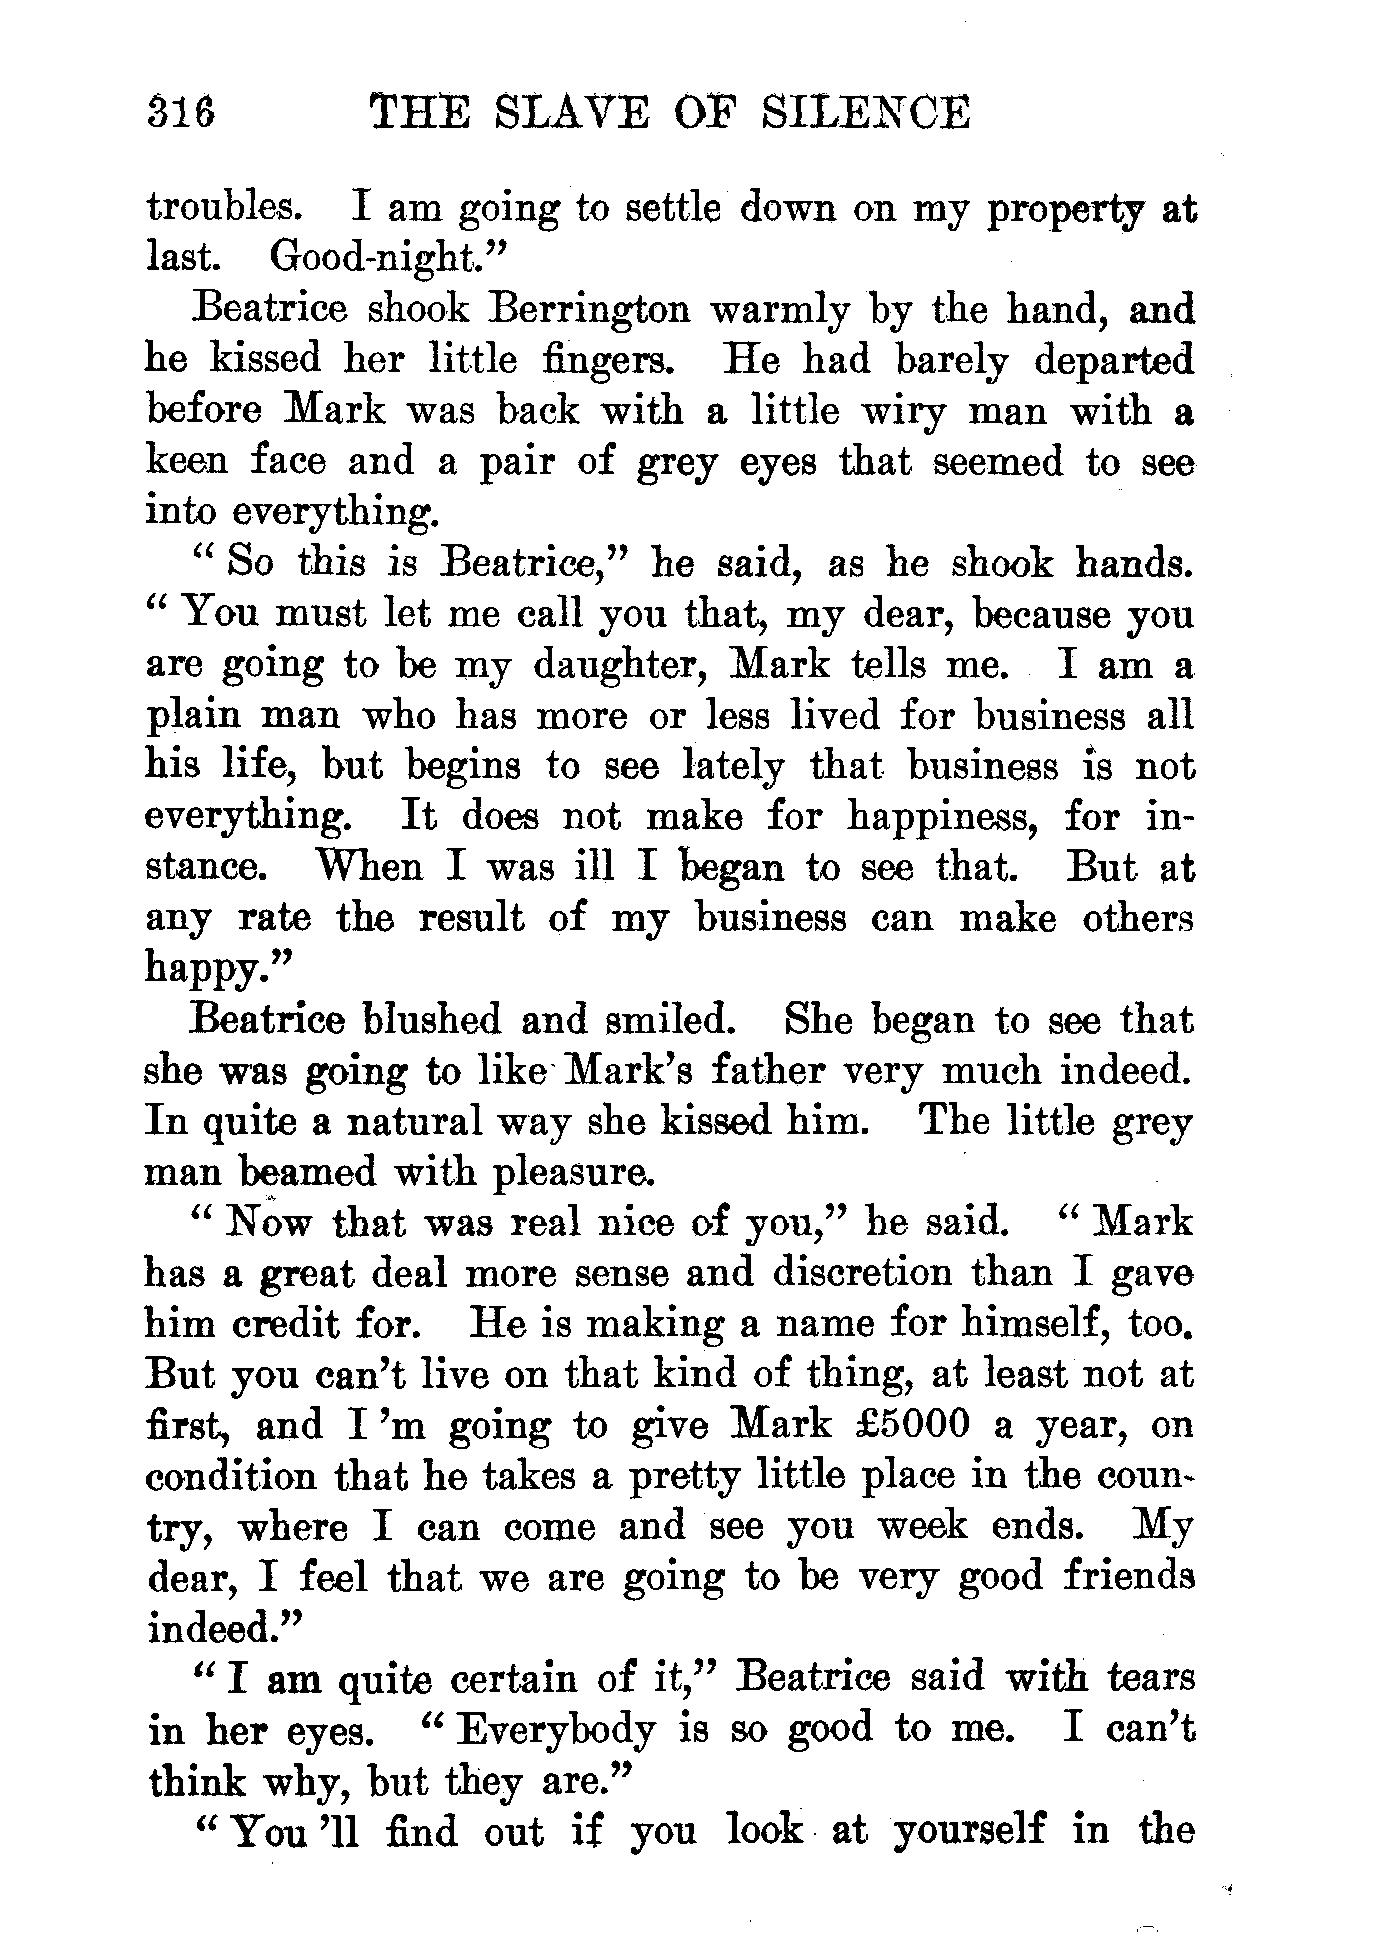 316 THE SLAVE OF SILENCE
troubles. I am going to settle down on my property at
last. Good-night."
Beatrice shook Berrington warmly by the hand, and
he kissed her little fingers. He had barely departed
before Mark was back with a little wiry man with a
keen face and a pair of grey eyes that seemed to see
into everything.
"So this is Beatrice," he said, as he shook hands.
"You must let me call you that, my dear, because you
are going to be my daughter, Mark tells me. I am a
plain man who has more or less lived for business all
his life, but begins to see lately that business is not
everything. It does not make for happiness, for in-
stance. When I was ill I began to see that. But at
any rate the result of my business can make others
happy."
Beatrice blushed and smiled. She began to see that
she was going to like Mark's father very much indeed.
In quite a natural way she kissed him. The little grey
man beamed with pleasure.
"Now that was real nice of you," he said. "Mark
has a great deal more sense and discretion than I gave
him credit for. He is making a name for himself, too.
But you can't live on that kind of thing, at least not at
first, and I'm going to give Mark £5000 a year, on
condition that he takes a pretty little place in the coun-
try, where I can come and see you week ends. My
dear, I feel that we are going to be very good friends
indeed."
"I am quite certain of it," Beatrice said with tears
in her eyes. "Everybody is so good to me. I can't
think why, but they are."
"You'll find out if you look at yourself in the